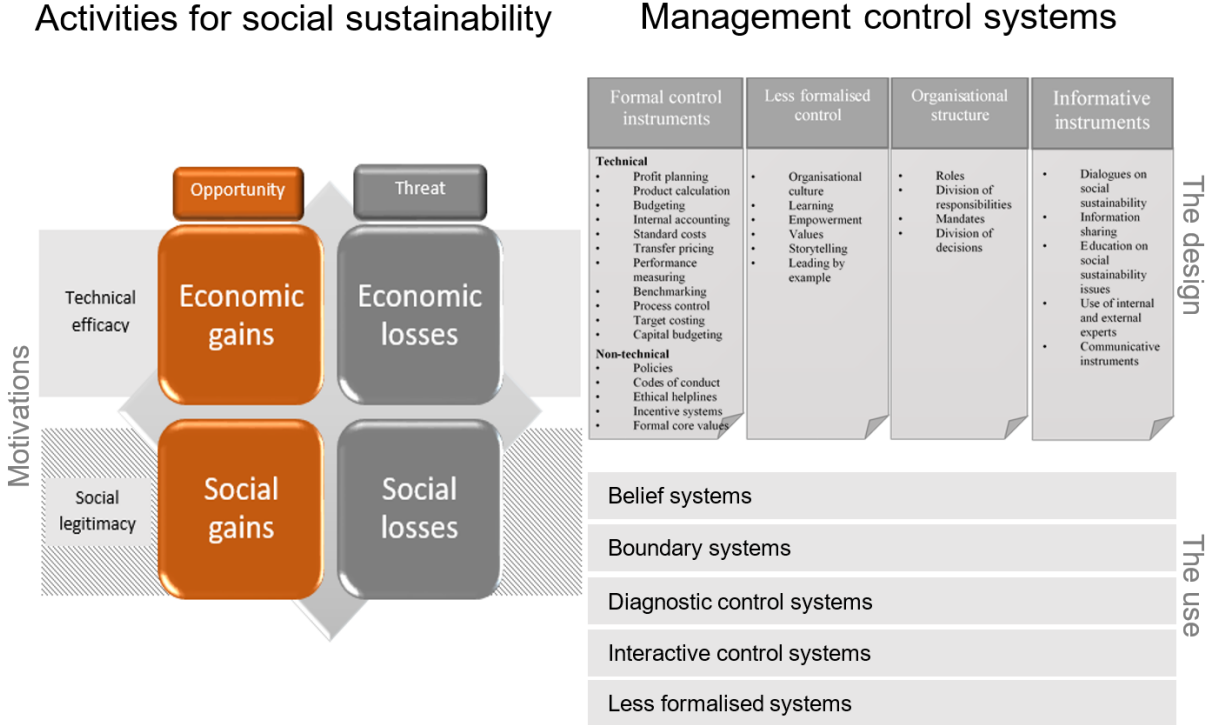 Activities for social sustainability
Management control systems
Motivations
Opportunity
Threat
Technical
efficacy
Economic
gains
Economic
losses
Social
legitimacy
Social
gains
Social
losses
Formal control
instruments
Technical
• Profit planning
• Product calculation
• Budgeting
• Internal accounting
• Standard costs
• Transfer pricing
• Performance
measuring
• Benchmarking
• Process control
• Target costing
• Capital budgeting
Non-technical
• Policies
• Codes of conduct
• Ethical helplines
• Incentive systems
• Formal core values
Less formalised
control
• Organisational
culture
• Learning
• Empowerment
• Values
• Storytelling
• Leading by
example
Organisational
structure
• Roles
• Division of
responsibilities
• Mandates
• Division of
decisions
Informative
instruments
• Dialogues on
social
sustainability
• Information
sharing
• Education on
social
sustainability
issues
• Use of internal
and external
experts
• Communicative
instruments
The design
Belief systems
Boundary systems
Diagnostic control systems
Interactive control systems
Less formalised systems
The use